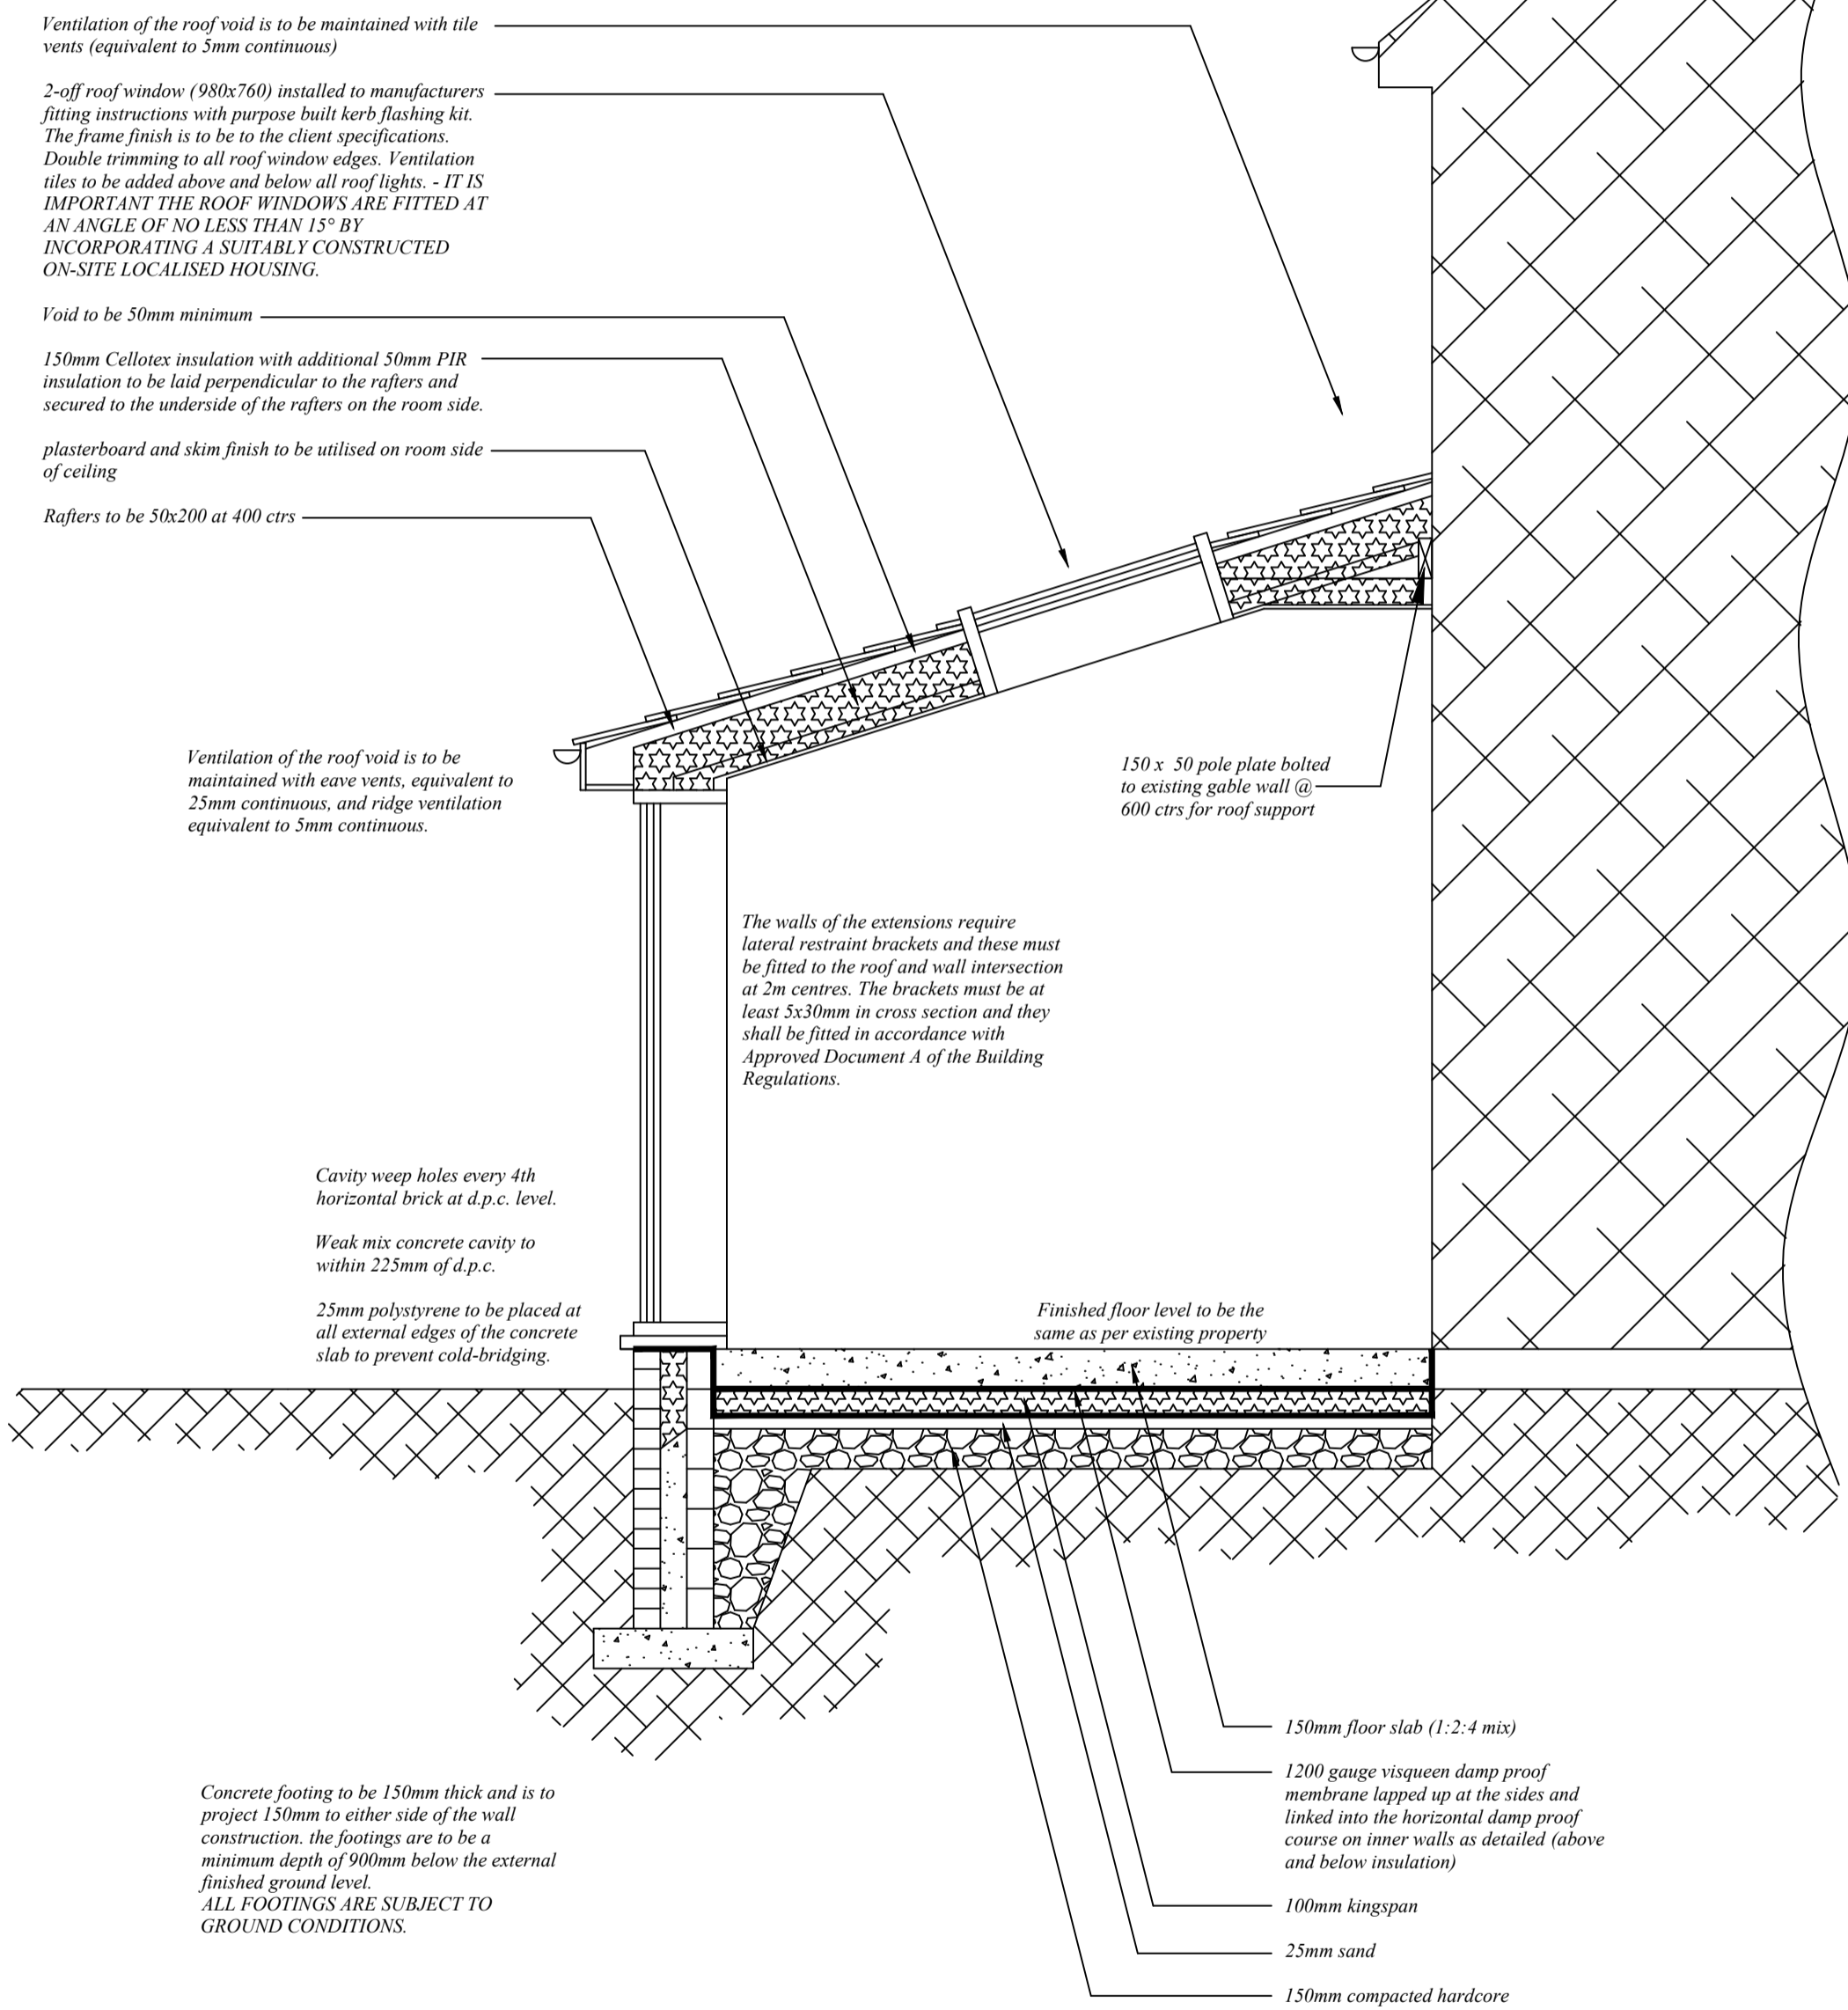 Ventilation of the roof void is to be maintained with tile
vents (equivalent to 5mm continuous)
2-off roof window (980x760) installed to manufacturers
fitting instructions with purpose built kerb flashing kit.
The frame finish is to be to the client specifications.
Double trimming to all roof window edges. Ventilation
tiles to be added above and below all roof lights. - IT IS
IMPORTANT THE ROOF WINDOWS ARE FITTED AT
AN ANGLE OF NO LESS THAN 15° BY
INCORPORATING A SUITABLY CONSTRUCTED
ON-SITE LOCALISED HOUSING.
Void to be 50mm minimum
150mm Cellotex insulation with additional 50mm PIR
insulation to be laid perpendicular to the rafters and
secured to the underside of the rafters on the room side.
plasterboard and skim finish to be utilised on room side
of ceiling
Rafters to be 50x200 at 400 ctrs
Ventilation of the roof void is to be
maintained with eave vents, equivalent to
25mm continuous, and ridge ventilation
equivalent to 5mm continuous.
150 x 50 pole plate bolted
to existing gable wall @
600 ctrs for roof support
The walls of the extensions require
lateral restraint brackets and these must
be fitted to the roof and wall intersection
at 2m centres. The brackets must be at
least 5x30mm in cross section and they
shall be fitted in accordance with
Approved Document A of the Building
Regulations.
Cavity weep holes every 4th
horizontal brick at d.p.c. level.
Weak mix concrete cavity to
within 225mm of d.p.c.
25mm polystyrene to be placed at
all external edges of the concrete
slab to prevent cold-bridging.
Finished floor level to be the
same as per existing property
150mm floor slab (1:2:4 mix)
1200 gauge visqueen damp proof
membrane lapped up at the sides and
linked into the horizontal damp proof
course on inner walls as detailed (above
and below insulation)
100mm kingspan
25mm sand
150mm compacted hardcore
Concrete footing to be 150mm thick and is to
project 150mm to either side of the wall
construction. the footings are to be a
minimum depth of 900mm below the external
finished ground level.
ALL FOOTINGS ARE SUBJECT TO
GROUND CONDITIONS.